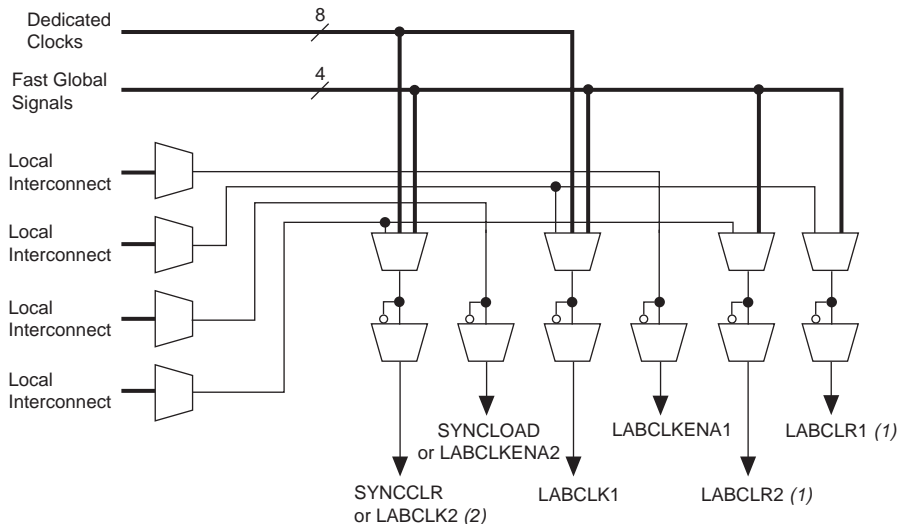 Dedicated
Clocks
8
Fast Global
Signals
4
Local
Interconnect
Local
Interconnect
Local
Interconnect
Local
Interconnect
SYNCLOAD
or LABCLKENA2
LABCLKENA1
LABCLR1 (1)
SYNCCLR
or LABCLK2 (2)
LABCLK1
LABCLR2 (1)